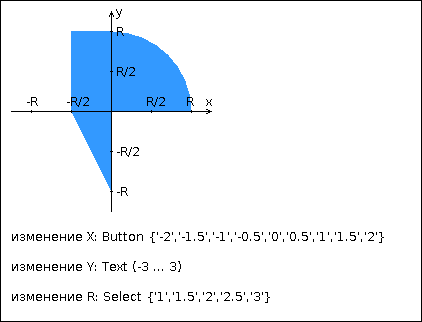 y
R
R/2
-R -R/2 R/2 R x
-R/2
-R
изменение X: Button {'-2','-1.5','-1','-0.5','0','0.5','1','1.5','2'}
изменение Y: Text (-3 ... 3)
изменение R: Select {'1','1.5','2','2.5','3'}